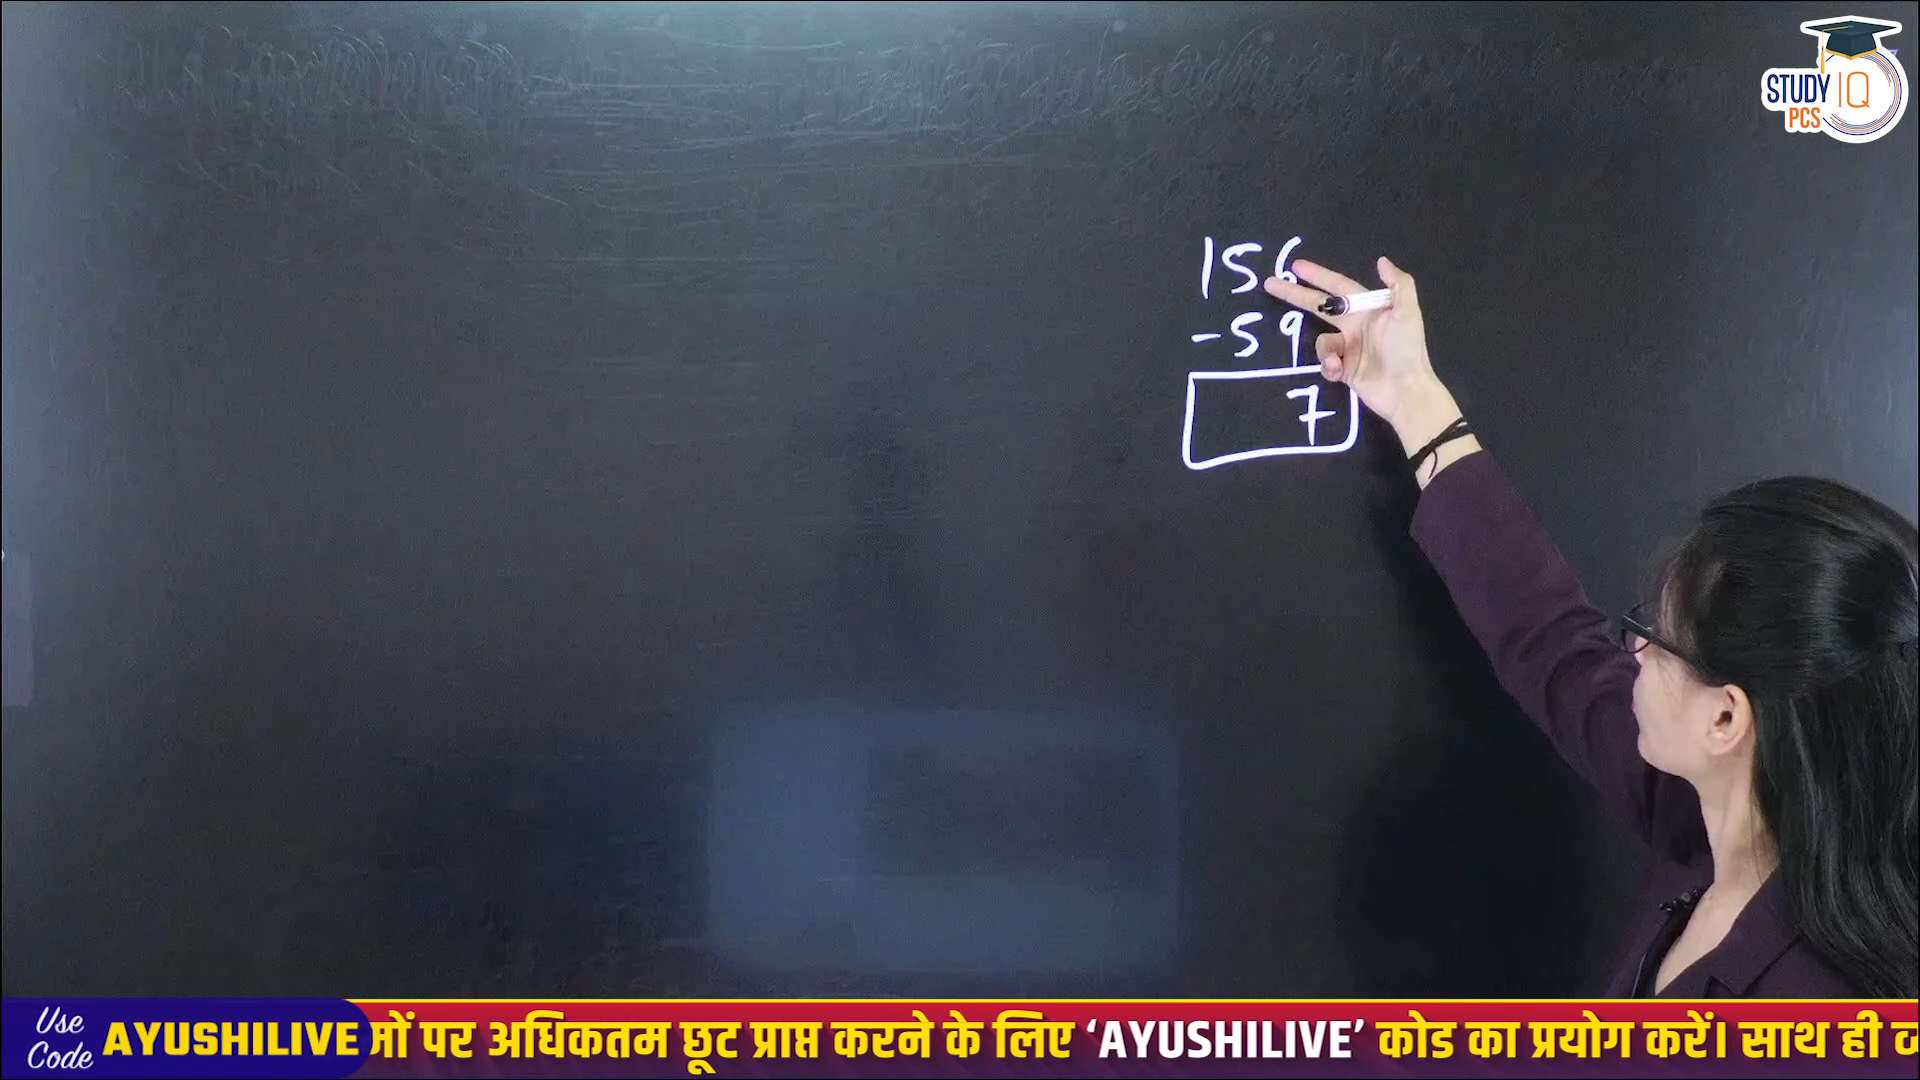 STUDY IQ
PCS
156
- 59
7
Use
Code
AYUSHILIVE
पर अधिकतम छूट प्राप्त करने के लिए ‘AYUSHILIVE’ कोड का प्रयोग करें। साथ ही